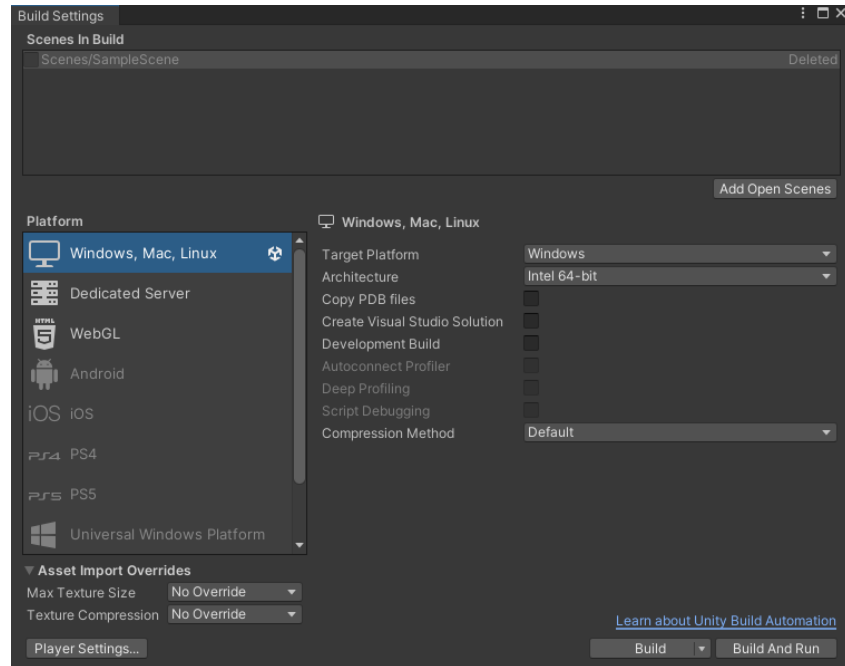 Build Settings
Scenes In Build
Scenes/SampleScene Deleted
Add Open Scenes
Platform
Windows, Mac, Linux
Dedicated Server
HTML
5
WebGL
Android
iOS iOS
PS4 PS4
PS5 PS5
Universal Windows Platform
Windows, Mac, Linux
Target Platform Windows
Architecture Intel 64-bit
Copy PDB files
Create Visual Studio Solution
Development Build
Autoconnect Profiler
Deep Profiling
Script Debugging
Compression Method Default
Asset Import Overrides
Max Texture Size No Override
Texture Compression No Override
Learn about Unity Build Automation
Player Settings... Build Build And Run